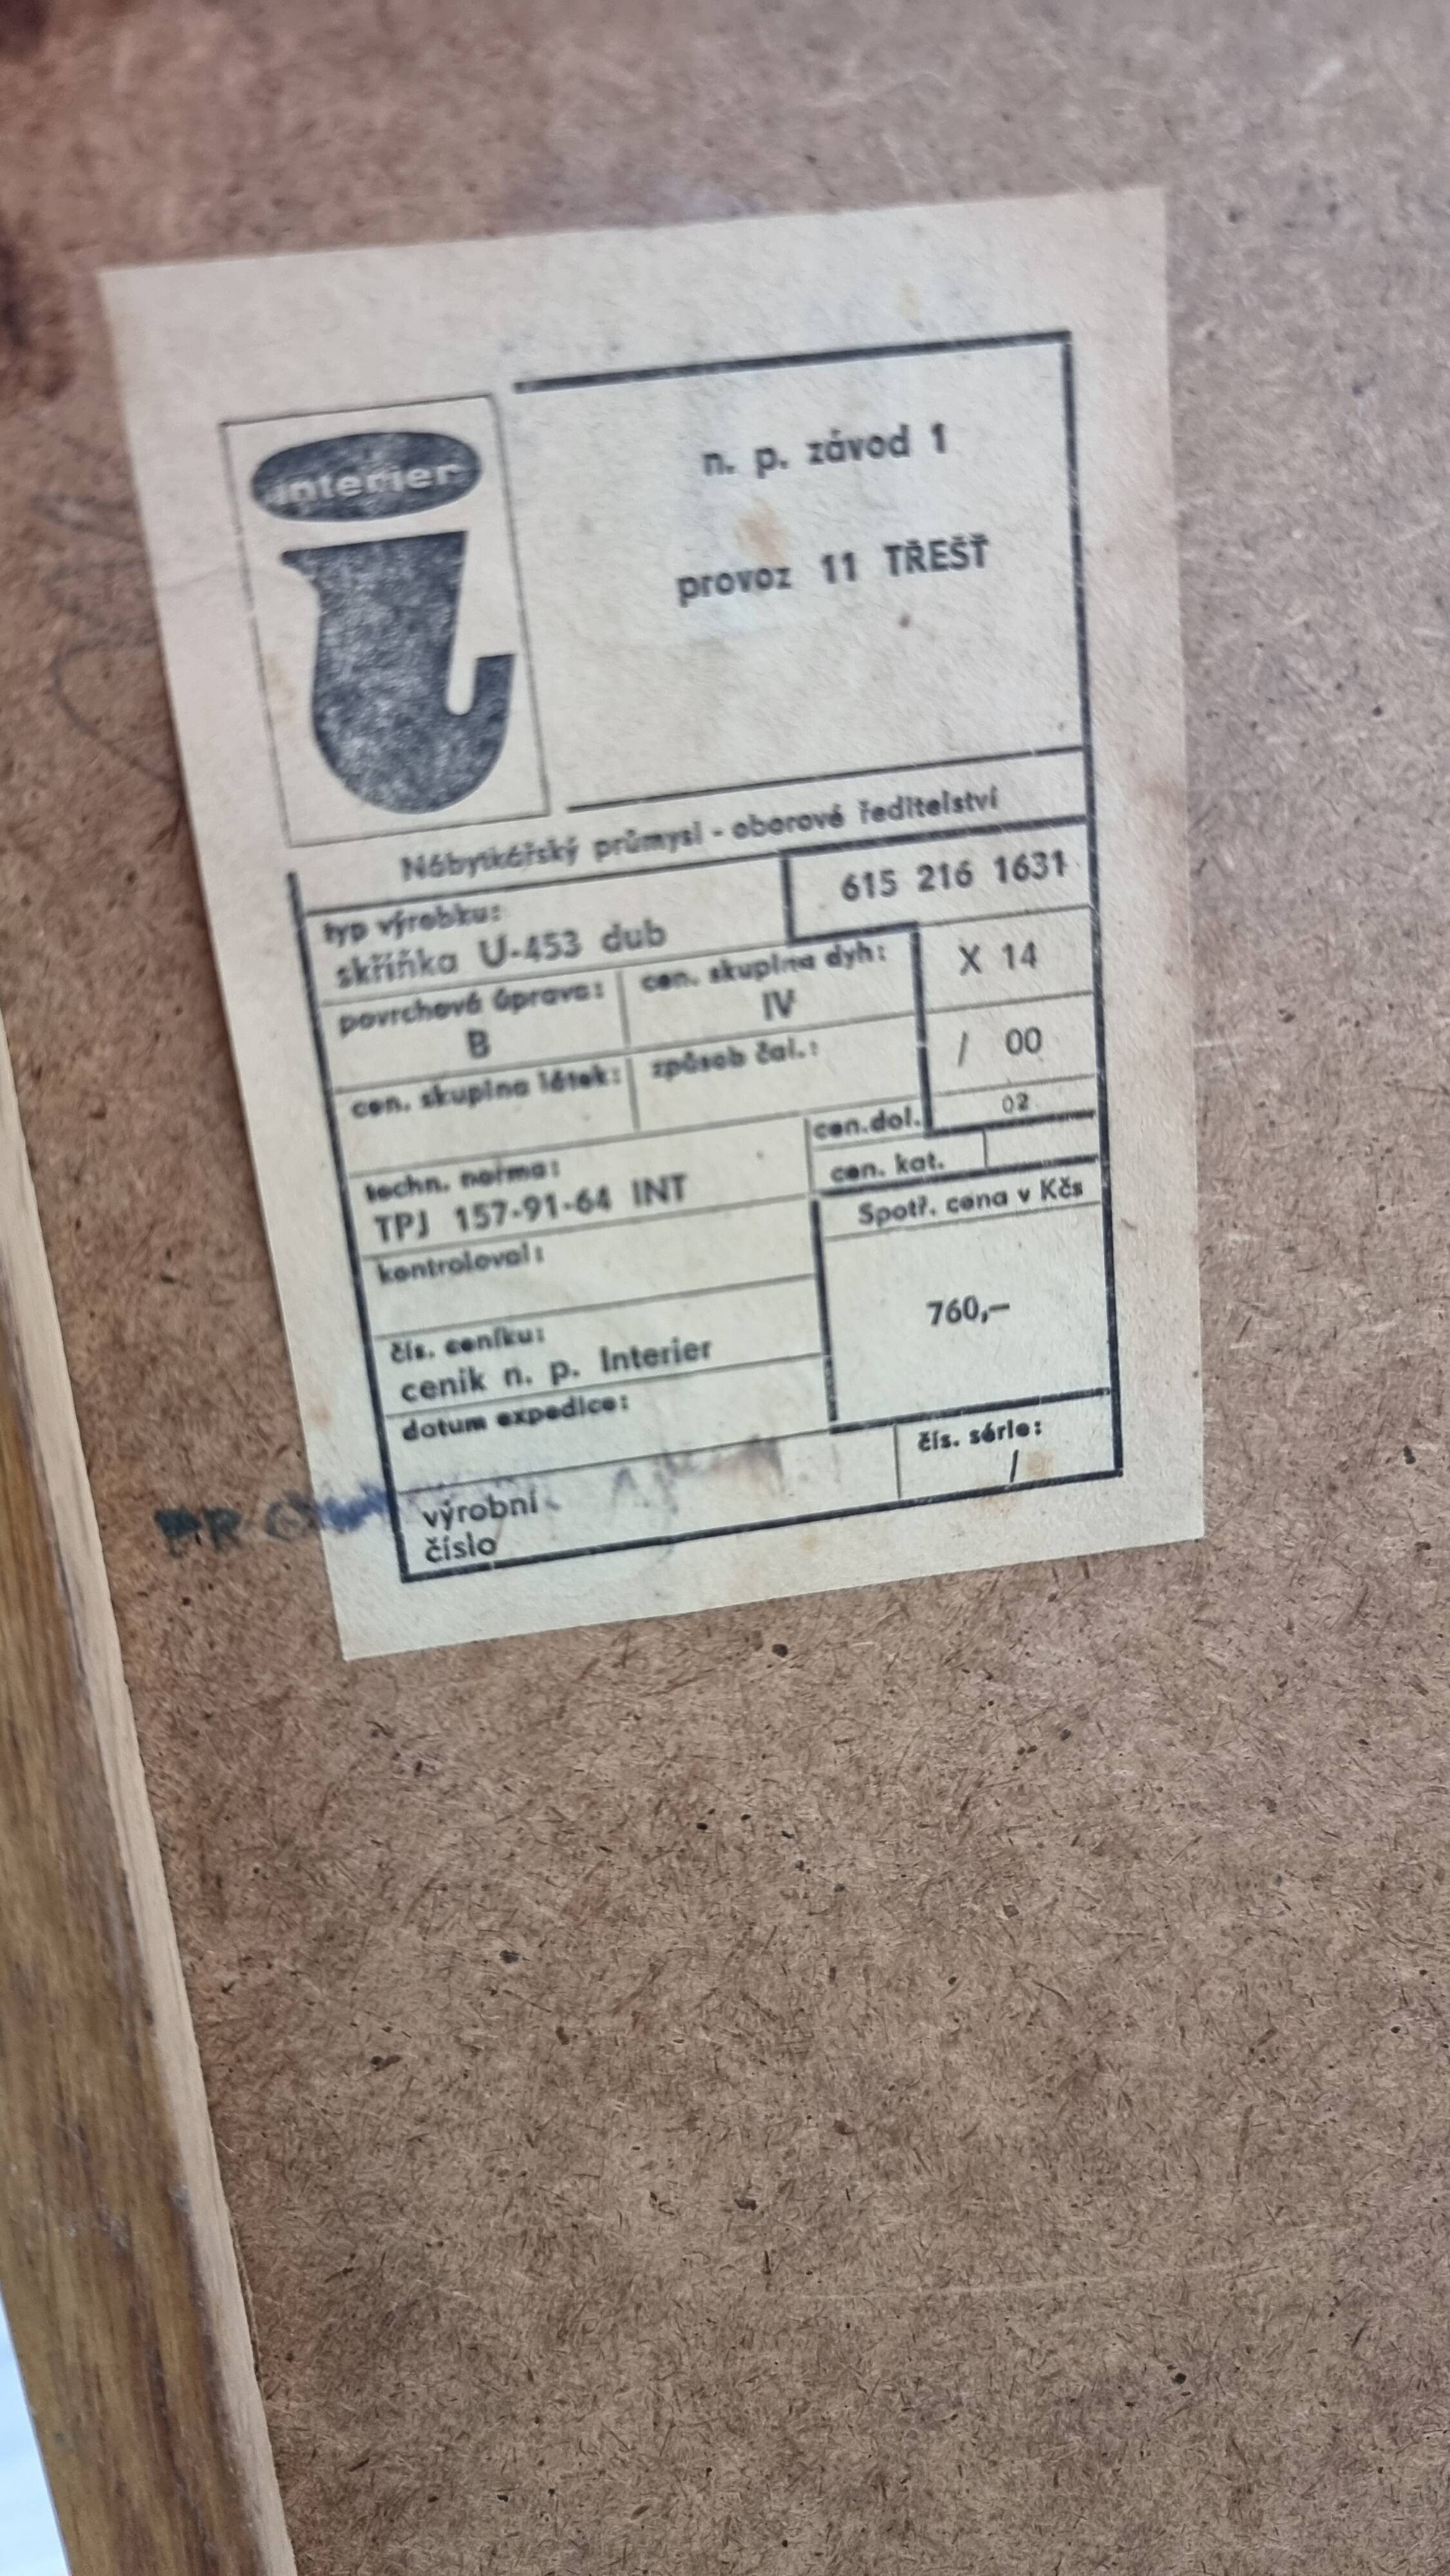 interier
n. p. závod 1
provoz 11 TŘEŠŤ
Nábytkářský průmysl - oborové ředitelství
typ výrobku:
skříňka U-453 dub
615 216 1631
povrchová úprava:
B
cen. skupina dyh:
IV
X 14
cen. skupina látek:
způsob čal.:
/ 00
02
techn. norma:
TPJ 157-91-64 INT
cen.dol.
cen. kat.
kontroloval:
Spotř. cena v Kčs
760,–
čís. ceníku:
ceník n. p. Interier
datum expedice:
výrobní
číslo
čís. série:
/